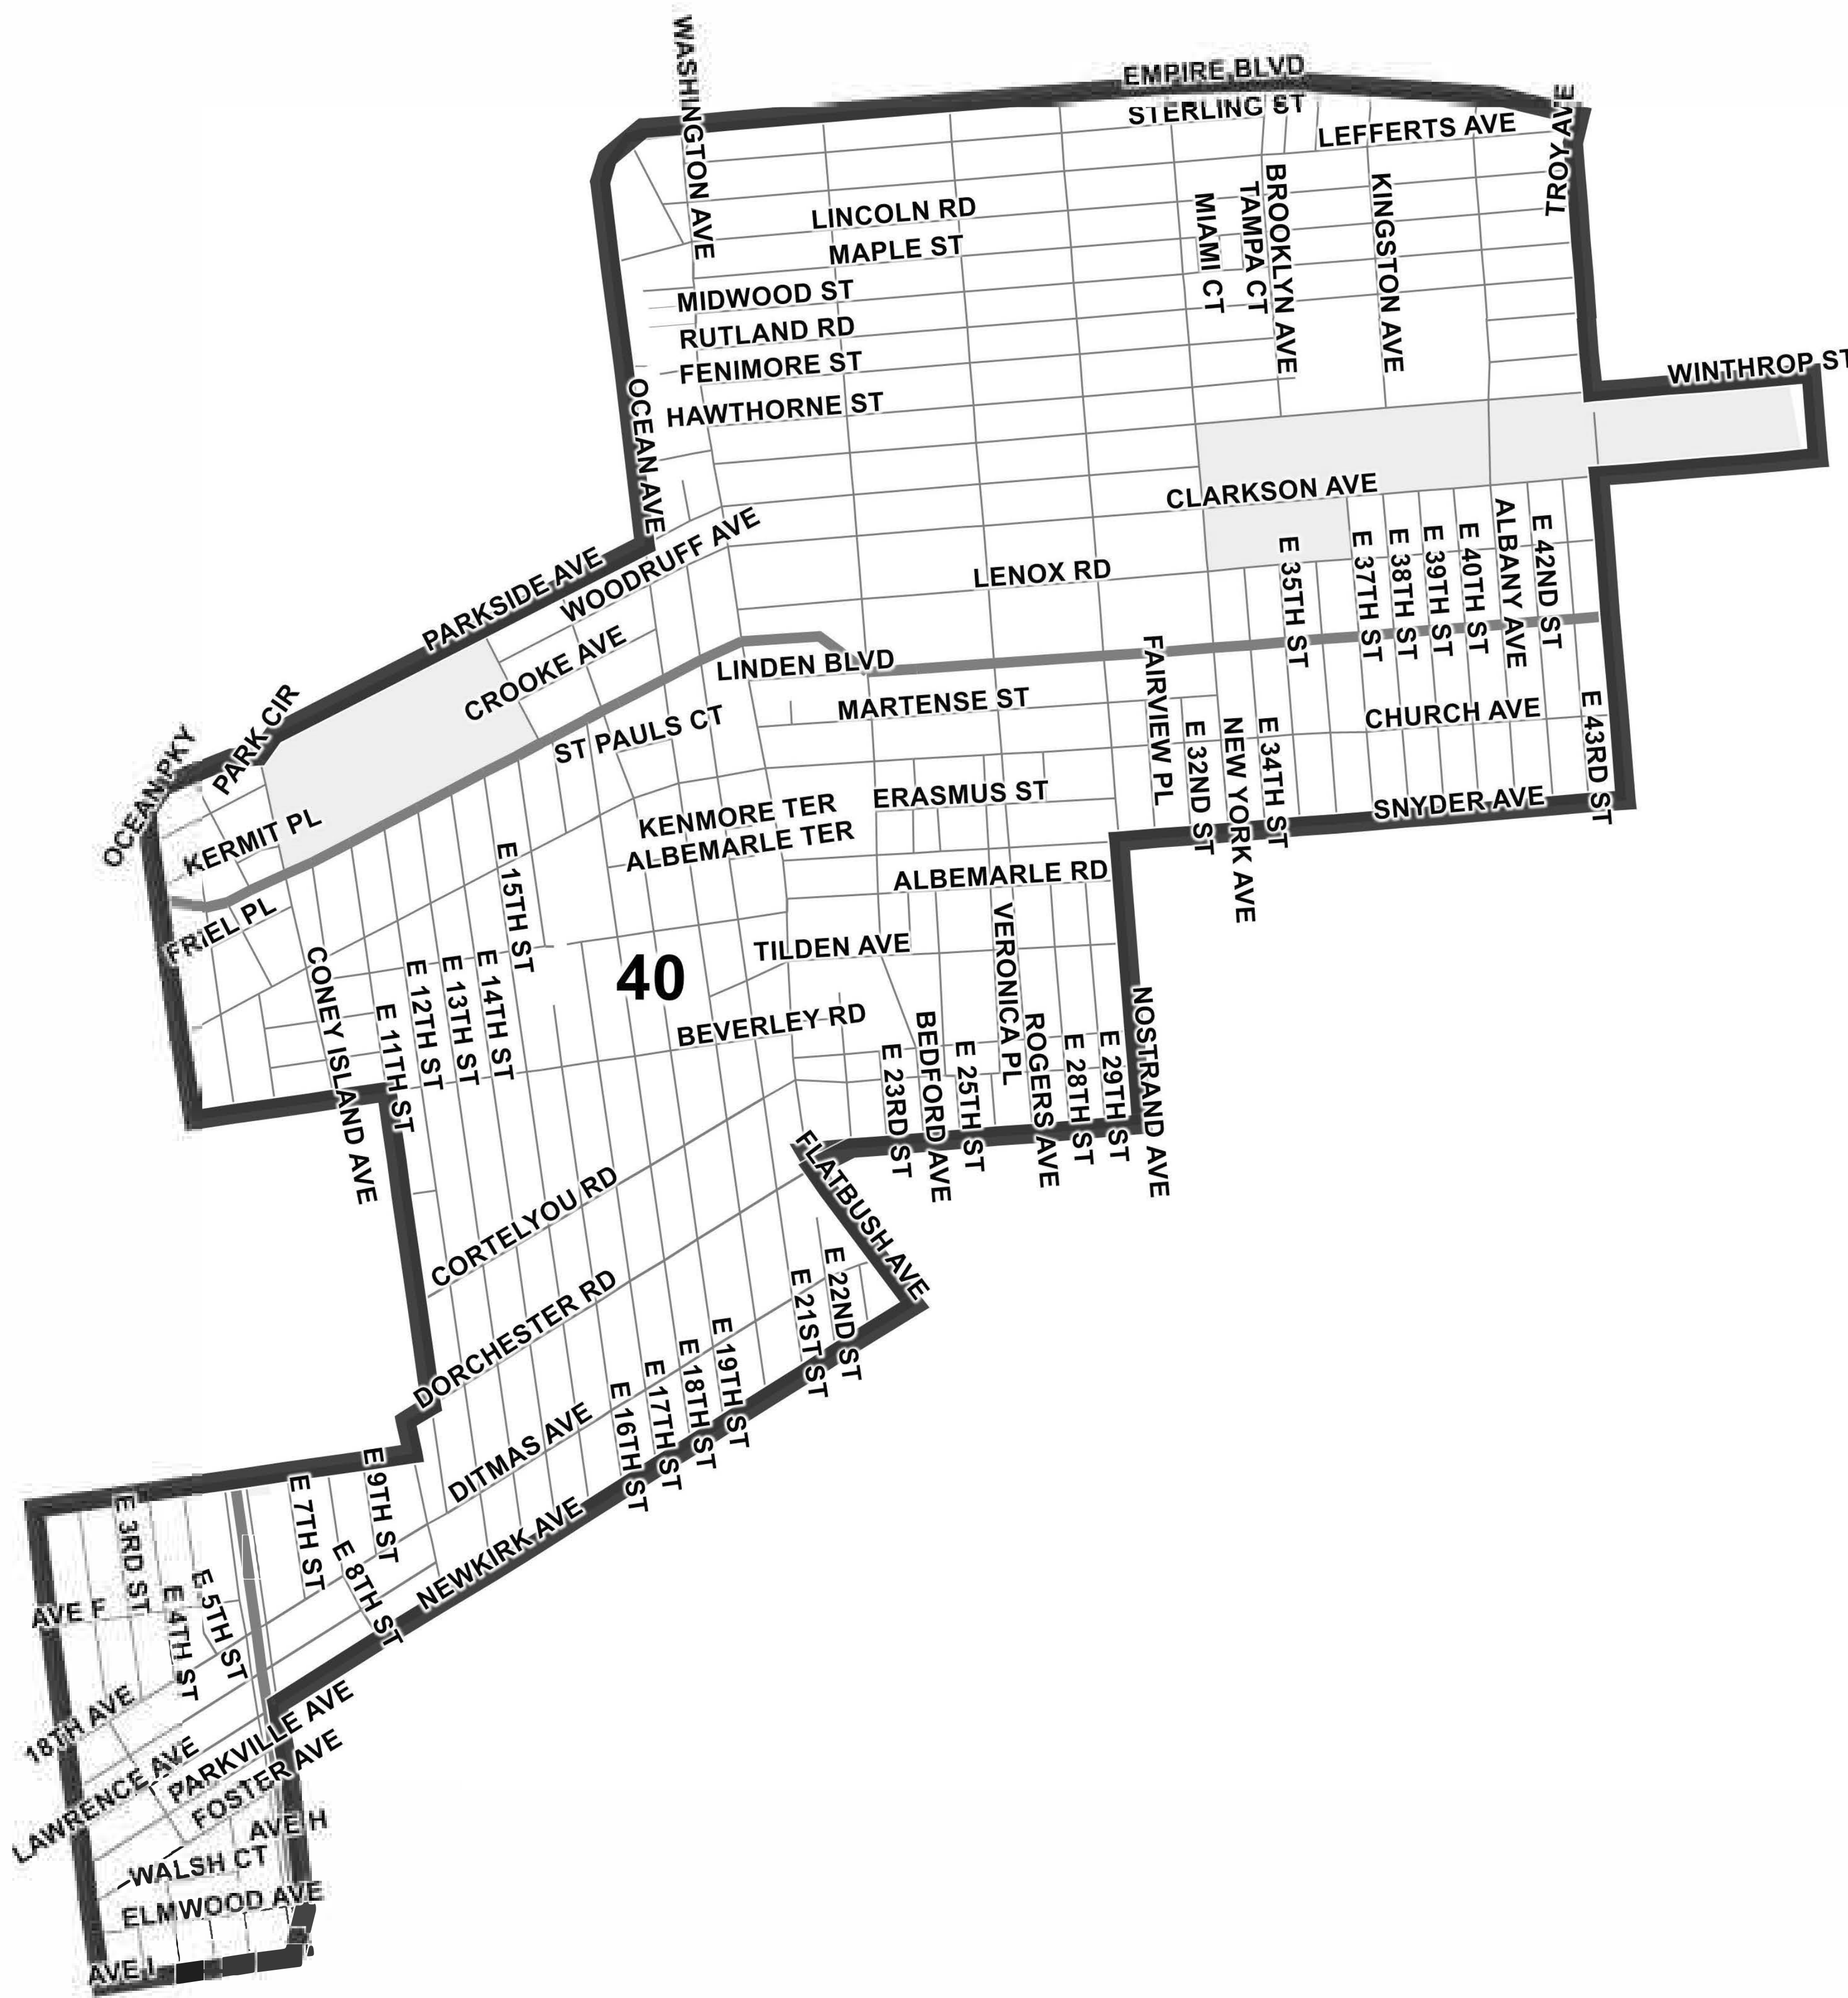 WASHINGTON AVE
EMPIRE BLVD
STERLING ST
LEFFERTS AVE
TROY AVE
LINCOLN RD
MAPLE ST
MIAMI CT
TAMPA CT
BROOKLYN AVE
KINGSTON AVE
MIDWOOD ST
RUTLAND RD
FENIMORE ST
WINTHROP ST
HAWTHORNE ST
OCEAN AVE
CLARKSON AVE
WOODRUFF AVE
PARKSIDE AVE
LENOX RD
E 35TH ST
E 37TH ST
E 38TH ST
E 39TH ST
E 40TH ST
ALBANY AVE
E 42ND ST
CROOKE AVE
LINDEN BLVD
FAIRVIEW PL
PARK CIR
MARTENSE ST
CHURCH AVE
E 43RD ST
ST PAULS CT
E 32ND ST
NEW YORK AVE
E 34TH ST
OCEAN PKY
KERMIT PL
KENMORE TER
ERASMUS ST
SNYDER AVE
ALBEMARLE TER
E 15TH ST
ALBEMARLE RD
FRIEL PL
VERONICA PL
TILDEN AVE
40
CONEY ISLAND AVE
E 11TH ST
E 12TH ST
E 13TH ST
E 14TH ST
BEVERLEY RD
NOSTRAND AVE
E 23RD ST
BEDFORD AVE
E 25TH ST
ROGERS AVE
E 28TH ST
E 29TH ST
FLATBUSH AVE
CORTELYOU RD
DORCHESTER RD
E 21ST ST
E 22ND ST
E 19TH ST
E 18TH ST
E 17TH ST
E 16TH ST
DITMAS AVE
NEWKIRK AVE
E 9TH ST
E 7TH ST
E 8TH ST
E 3RD ST
E 4TH ST
E 5TH ST
AVE F
18TH AVE
LAWRENCE AVE
PARKVILLE AVE
FOSTER AVE
AVE H
WALSH CT
ELMWOOD AVE
AVE I